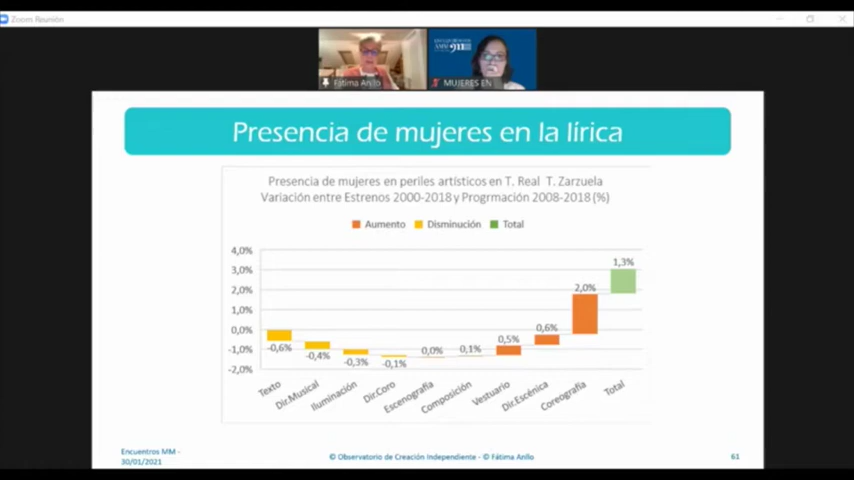 Zoom Reunión
Fátima Anllo
MUJERES EN
Presencia de mujeres en la lírica
Presencia de mujeres en periles artísticos en T. Real T. Zarzuela
Variación entre Estrenos 2000-2018 y Progrmación 2008-2018 (%)
Aumento Disminución Total
4,0%
3,0%
2,0%
1,0%
0,0%
-1,0%
-2,0%
-0,6%
-0,4%
-0,3%
-0,1%
0,0%
0,1%
0,5%
0,6%
2,0%
1,3%
Texto
Dir.Musical
Iluminación
Dir.Coro
Escenografía
Composición
Vestuario
Dir.Escénica
Coreografía
Total
Encuentros MM -
30/01/2021
© Observatorio de Creación Independiente - © Fátima Anllo
61